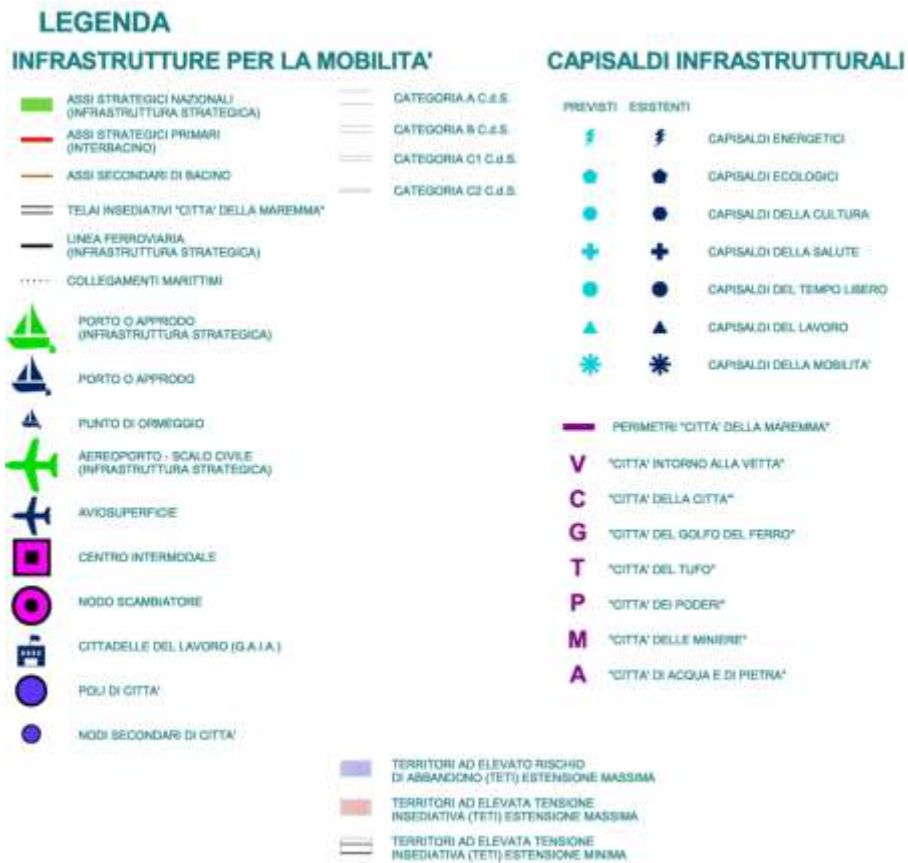 LEGENDA
INFRASTRUTTURE PER LA MOBILITA'
ASSI STRATEGICI NAZIONALI
(INFRASTRUTTURA STRATEGICA)
ASSI STRATEGICI PRIMARI
(INTERBACINO)
ASSI SECONDARI DI BACINO
TELAI INSEDIATIVI "CITTA' DELLA MAREMMA"
LINEA FERROVIARIA
(INFRASTRUTTURA STRATEGICA)
COLLEGAMENTI MARITTIMI
PORTO O APPRODO
(INFRASTRUTTURA STRATEGICA)
PORTO O APPRODO
PUNTO DI ORMEGGIO
AEREOPORTO - SCALO CIVILE
(INFRASTRUTTURA STRATEGICA)
AVIOSUPERFICIE
CENTRO INTERMODALE
NODO SCAMBIATORE
CITTADELLE DEL LAVORO (G.A.I.A.)
POLI DI CITTA'
NODI SECONDARI DI CITTA'
CATEGORIA A C.d.S.
CATEGORIA B C.d.S.
CATEGORIA C1 C.d.S.
CATEGORIA C2 C.d.S.
CAPISALDI INFRASTRUTTURALI
PREVISTI ESISTENTI
CAPISALDI ENERGETICI
CAPISALDI ECOLOGICI
CAPISALDI DELLA CULTURA
CAPISALDI DELLA SALUTE
CAPISALDI DEL TEMPO LIBERO
CAPISALDI DEL LAVORO
CAPISALDI DELLA MOBILITA'
PERIMETRI "CITTA' DELLA MAREMMA"
V "CITTA' INTORNO ALLA VETTA"
C "CITTA' DELLA CITTA'"
G "CITTA' DEL GOLFO DEL FERRO"
T "CITTA' DEL TUFO"
P "CITTA' DEI PODERI"
M "CITTA' DELLE MINIERE"
A "CITTA' DI ACQUA E DI PIETRA"
TERRITORI AD ELEVATO RISCHIO
DI ABBANDONO (TETI) ESTENSIONE MASSIMA
TERRITORI AD ELEVATA TENSIONE
INSEDIATIVA (TETI) ESTENSIONE MASSIMA
TERRITORI AD ELEVATA TENSIONE
INSEDIATIVA (TETI) ESTENSIONE MINIMA